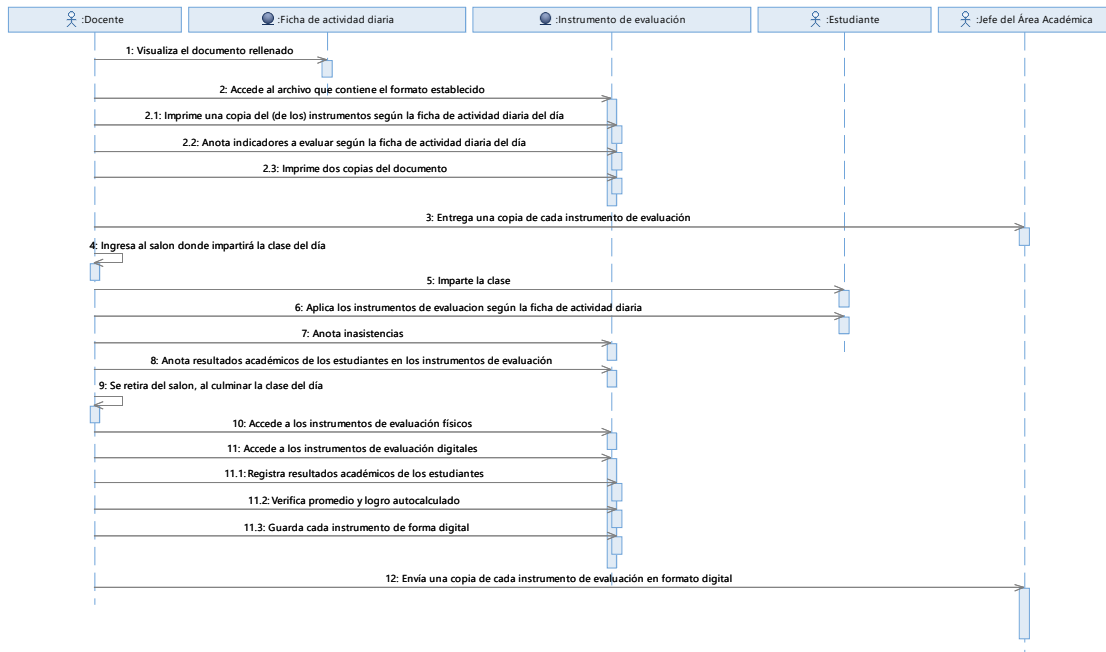 :Docente
:Ficha de actividad diaria
:Instrumento de evaluación
:Estudiante
:Jefe del Área Académica
1: Visualiza el documento rellenado
2: Accede al archivo que contiene el formato establecido
2.1: Imprime una copia del (de los) instrumentos según la ficha de actividad diaria del día
2.2: Anota indicadores a evaluar según la ficha de actividad diaria del día
2.3: Imprime dos copias del documento
3: Entrega una copia de cada instrumento de evaluación
4: Ingresa al salon donde impartirá la clase del día
5: Imparte la clase
6: Aplica los instrumentos de evaluacion según la ficha de actividad diaria
7: Anota inasistencias
8: Anota resultados académicos de los estudiantes en los instrumentos de evaluación
9: Se retira del salon, al culminar la clase del día
10: Accede a los instrumentos de evaluación físicos
11: Accede a los instrumentos de evaluación digitales
11.1: Registra resultados académicos de los estudiantes
11.2: Verifica promedio y logro autocalculado
11.3: Guarda cada instrumento de forma digital
12: Envía una copia de cada instrumento de evaluación en formato digital